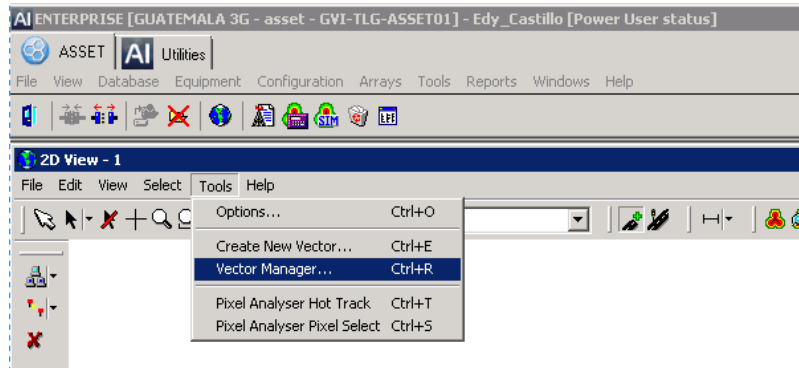 AI ENTERPRISE [GUATEMALA 3G - asset - GVI-TLG-ASSET01] - Edy_Castillo [Power User status]
ASSET AI Utilities
File View Database Equipment Configuration Arrays Tools Reports Windows Help
SIM LFF
2D View - 1
File Edit View Select Tools Help
Options... Ctrl+O
Create New Vector... Ctrl+E
Vector Manager... Ctrl+R
Pixel Analyser Hot Track Ctrl+T
Pixel Analyser Pixel Select Ctrl+S